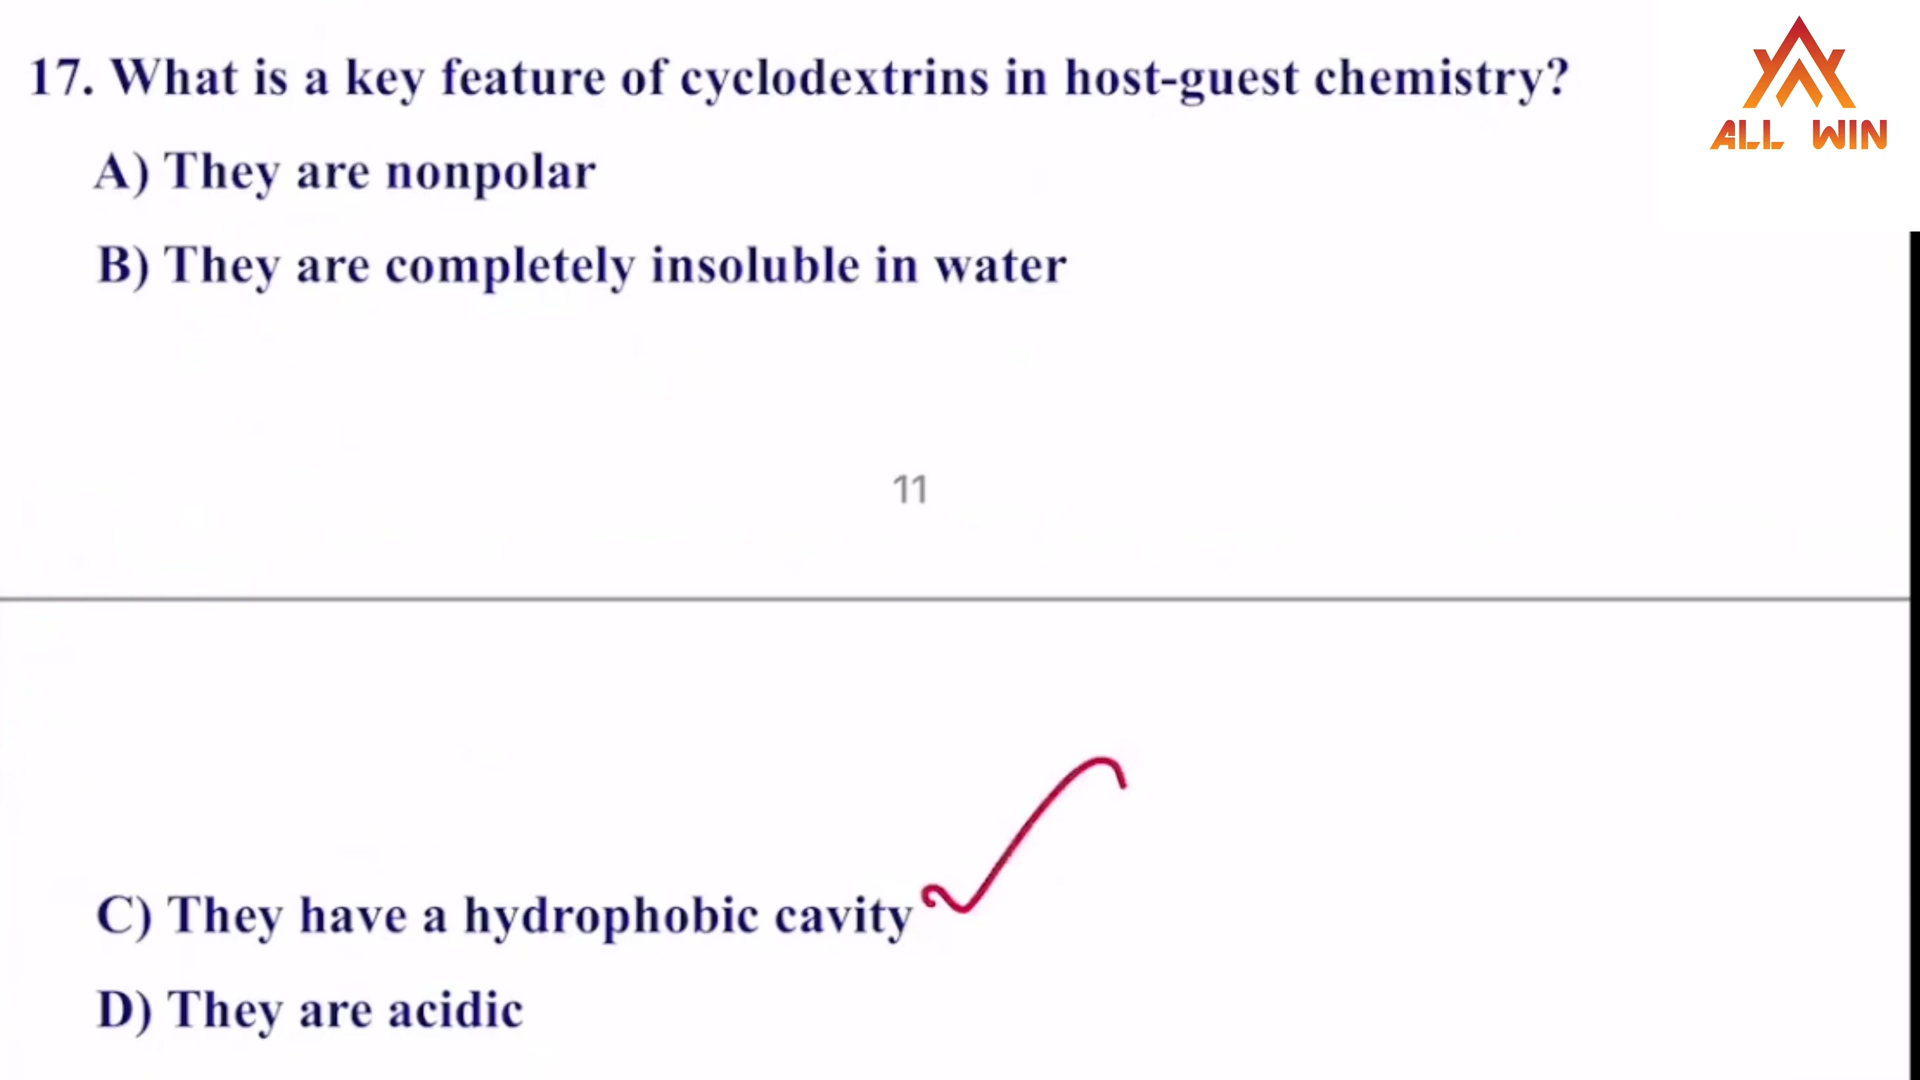 17. What is a key feature of cyclodextrins in host-guest chemistry?
ALL WIN
A) They are nonpolar
B) They are completely insoluble in water
11
C) They have a hydrophobic cavity
D) They are acidic